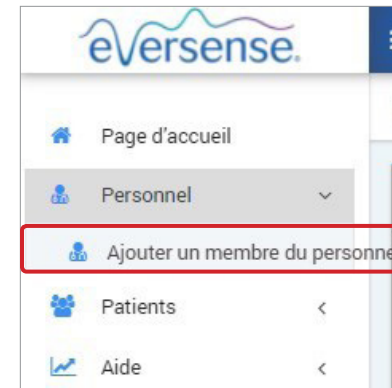 eversense.
Page d'accueil
Personnel
Ajouter un membre du personne
Patients
Aide